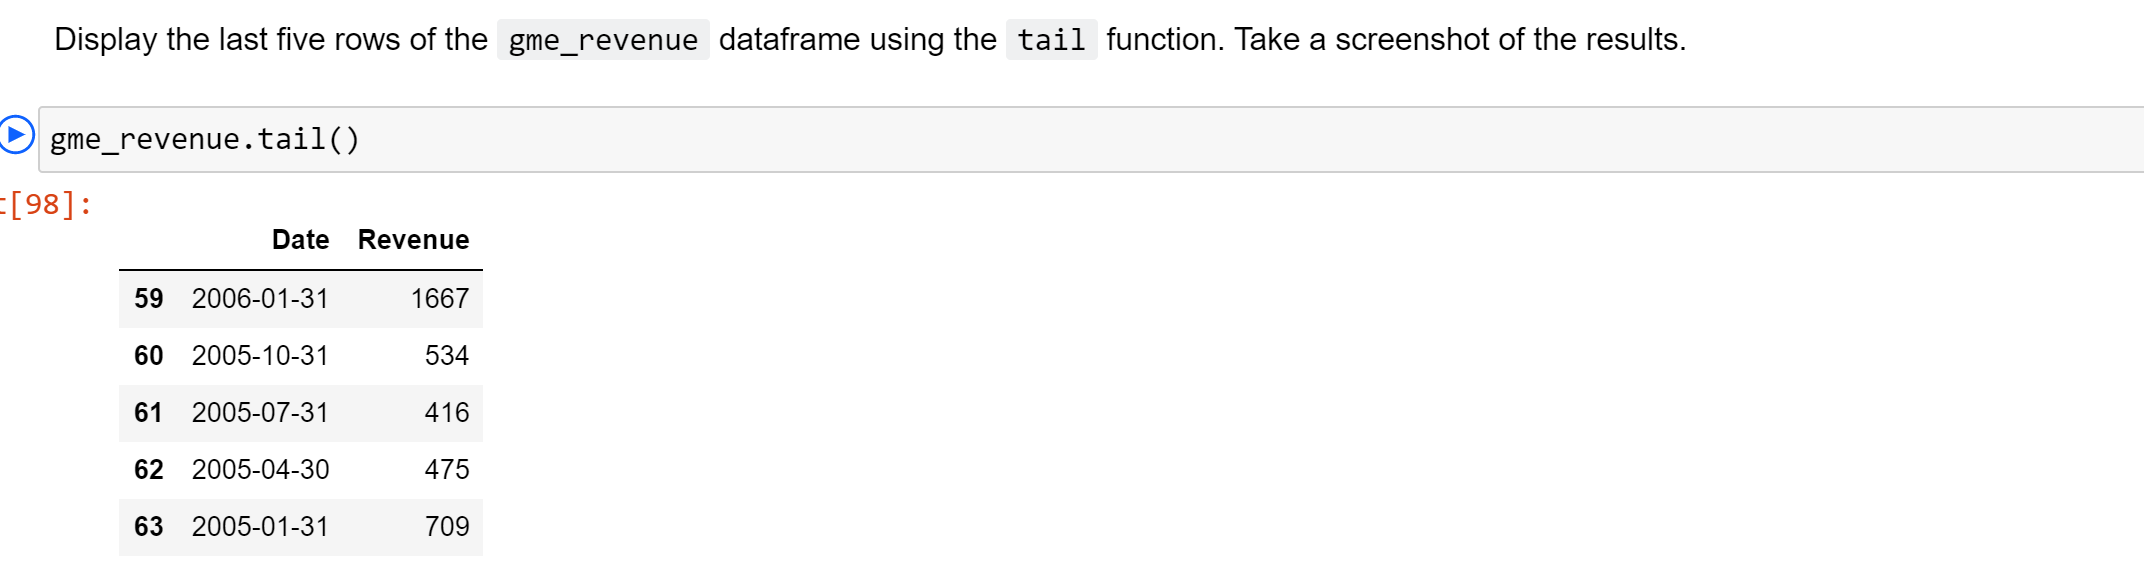 Display the last five rows of the gme_revenue dataframe using the tail function. Take a screenshot of the results.
gme_revenue.tail()
t[98]:
Date Revenue
59 2006-01-31 1667
60 2005-10-31 534
61 2005-07-31 416
62 2005-04-30 475
63 2005-01-31 709